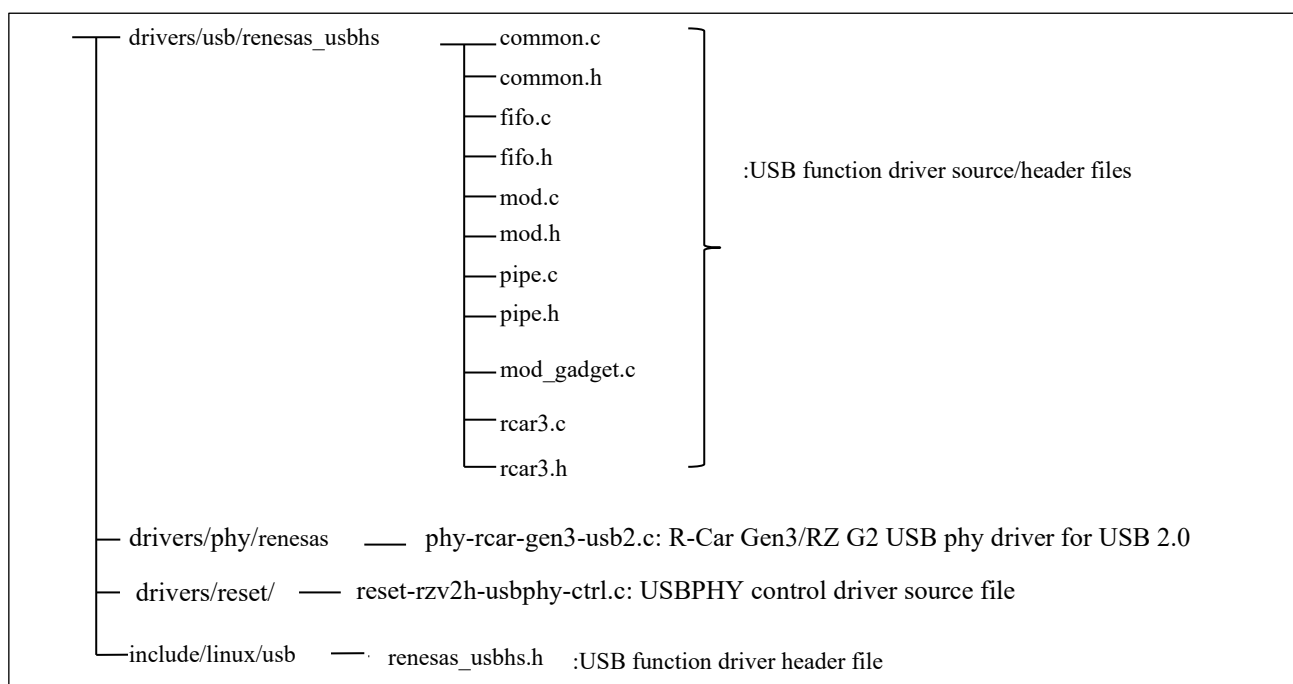 drivers/usb/renesas_usbhs common.c
common.h
fifo.c
fifo.h
:USB function driver source/header files
mod.c
mod.h
pipe.c
pipe.h
mod_gadget.c
rcar3.c
rcar3.h
drivers/phy/renesas phy-rcar-gen3-usb2.c: R-Car Gen3/RZ G2 USB phy driver for USB 2.0
drivers/reset/ reset-rzv2h-usbphy-ctrl.c: USBPHY control driver source file
include/linux/usb renesas_usbhs.h :USB function driver header file